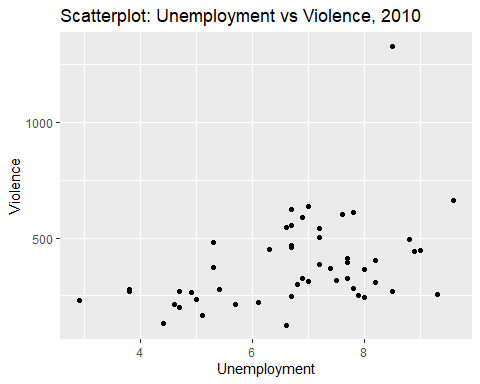 Scatterplot: Unemployment vs Violence, 2010
1000
500
Violence
4 6 8
Unemployment